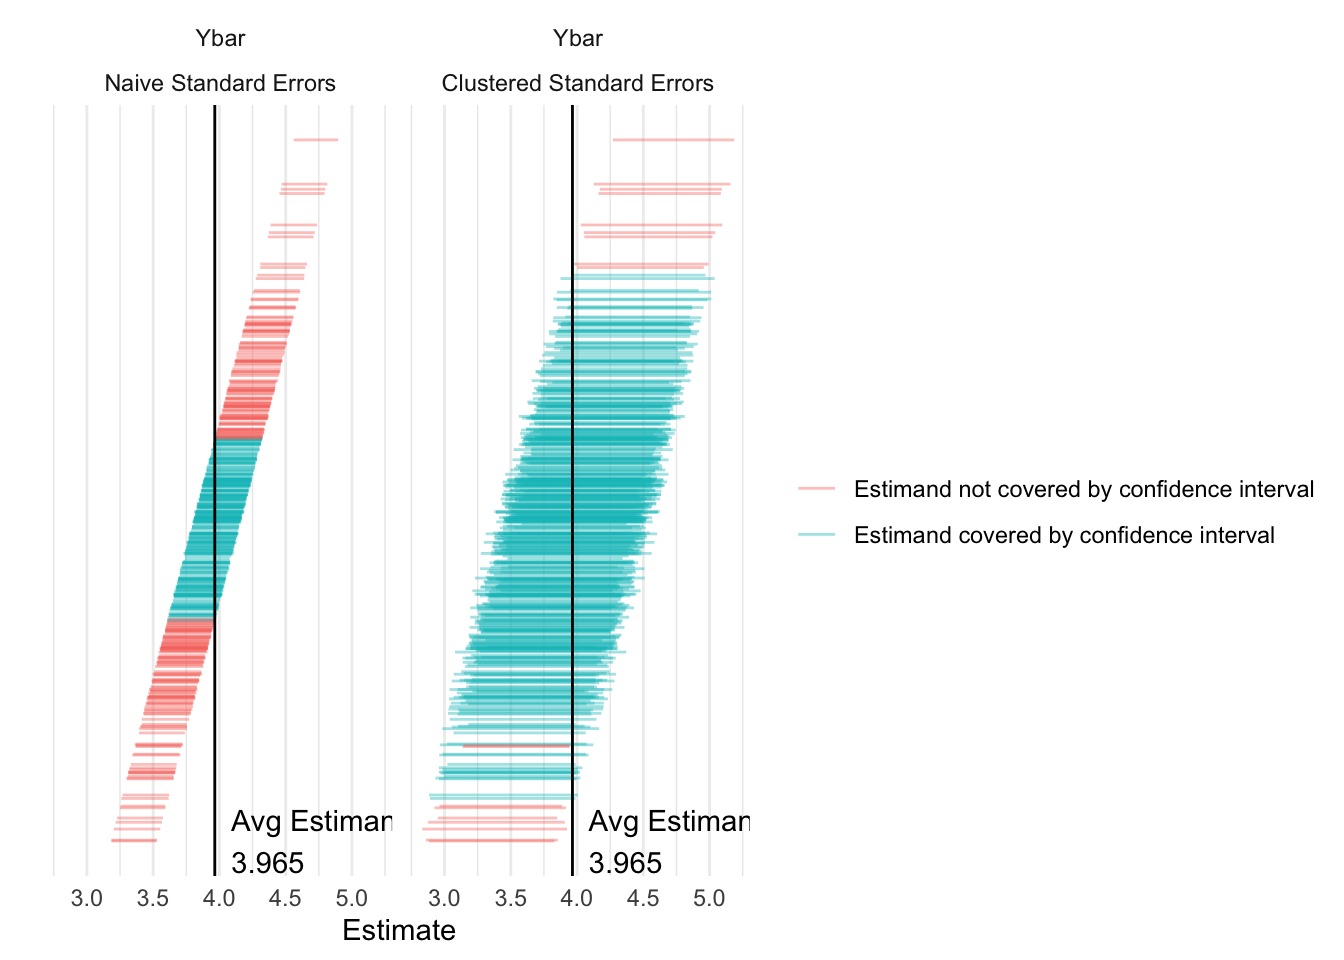 Ybar Ybar
Naive Standard Errors Clustered Standard Errors
Estimand not covered by confidence interval
Estimand covered by confidence interval
Avg Estiman Avg Estiman
3.965 3.965
3.0 3.5 4.0 4.5 5.0 3.0 3.5 4.0 4.5 5.0
Estimate